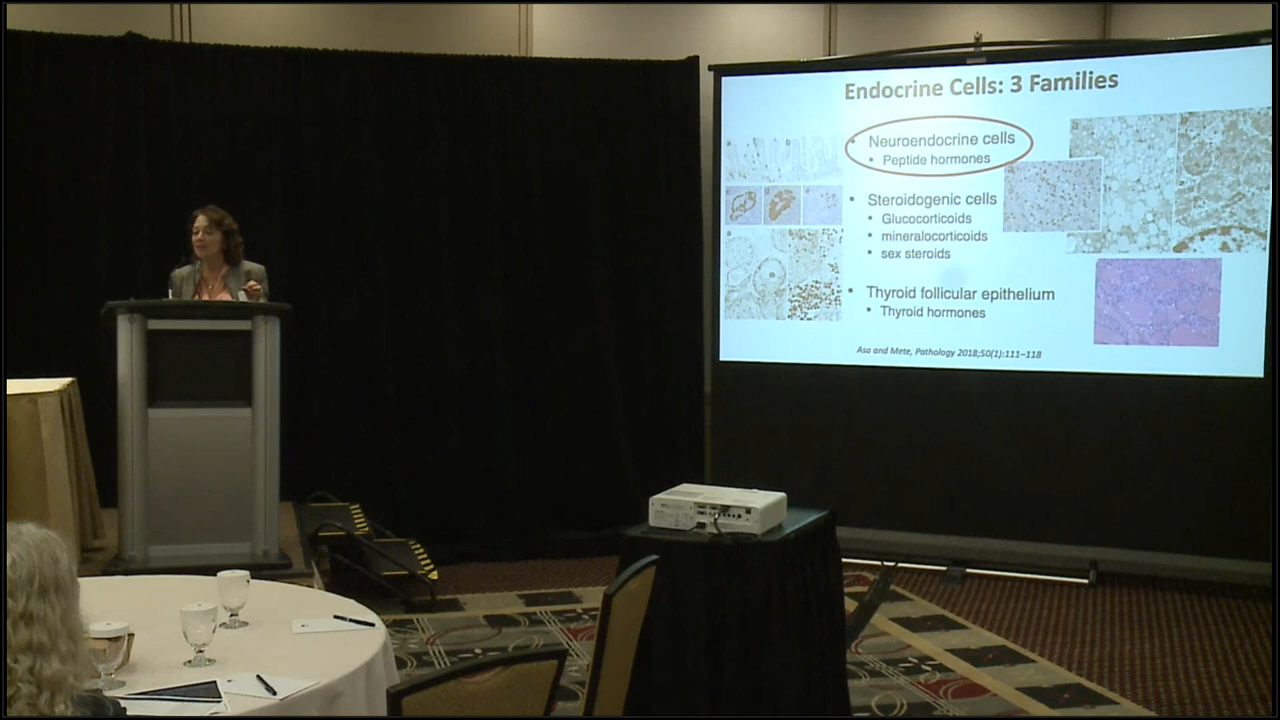 Endocrine Cells: 3 Families
• Neuroendocrine cells
• Peptide hormones
• Steroidogenic cells
• Glucocorticoids
• mineralocorticoids
• sex steroids
• Thyroid follicular epithelium
• Thyroid hormones
Asa and Mete, Pathology 2018;50(1):111–118